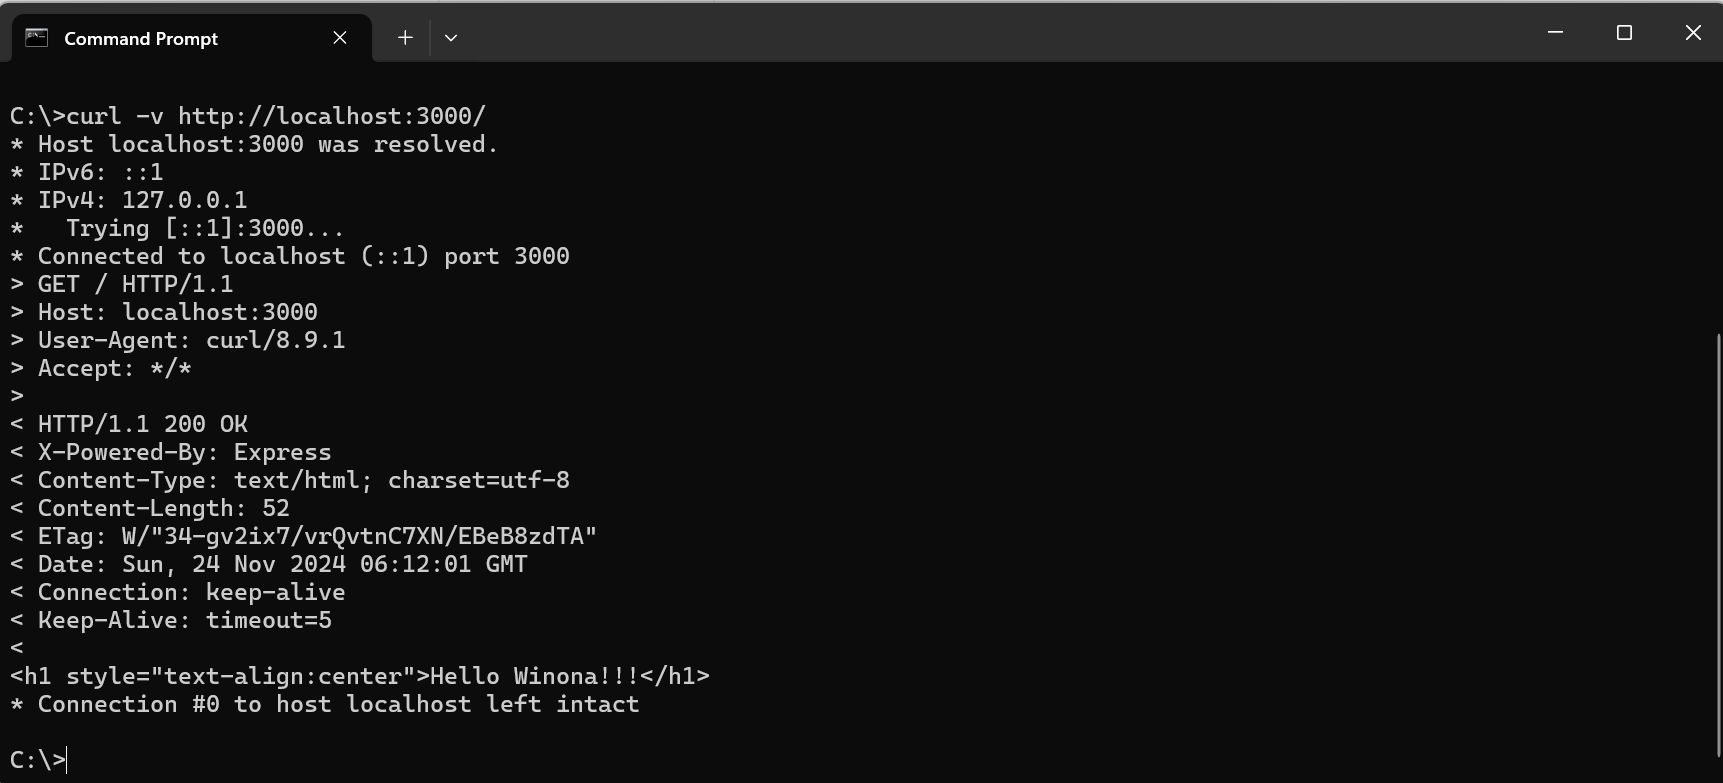 Command Prompt
C:\>curl -v http://localhost:3000/
* Host localhost:3000 was resolved.
* IPv6: ::1
* IPv4: 127.0.0.1
*   Trying [::1]:3000...
* Connected to localhost (::1) port 3000
> GET / HTTP/1.1
> Host: localhost:3000
> User-Agent: curl/8.9.1
> Accept: */*
>
< HTTP/1.1 200 OK
< X-Powered-By: Express
< Content-Type: text/html; charset=utf-8
< Content-Length: 52
< ETag: W/"34-gv2ix7/vrQvtnC7XN/EBeB8zdTA"
< Date: Sun, 24 Nov 2024 06:12:01 GMT
< Connection: keep-alive
< Keep-Alive: timeout=5
<
<h1 style="text-align:center">Hello Winona!!!</h1>
* Connection #0 to host localhost left intact
C:\>